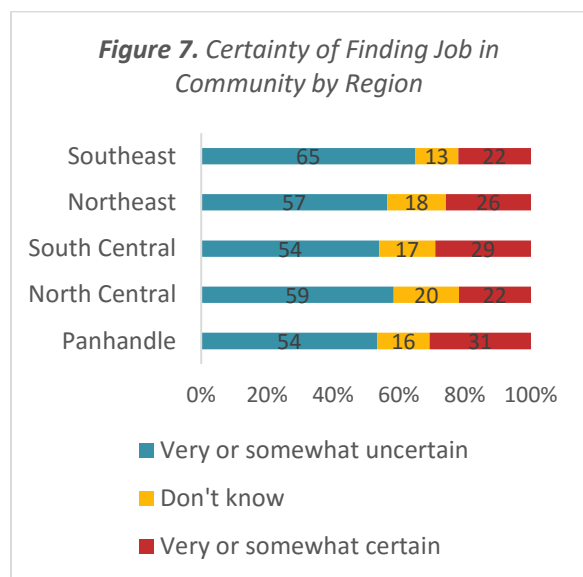 Figure 7. Certainty of Finding Job in
Community by Region
Southeast 65 13 22
Northeast 57 18 26
South Central 54 17 29
North Central 59 20 22
Panhandle 54 16 31
0% 20% 40% 60% 80% 100%
Very or somewhat uncertain
Don't know
Very or somewhat certain